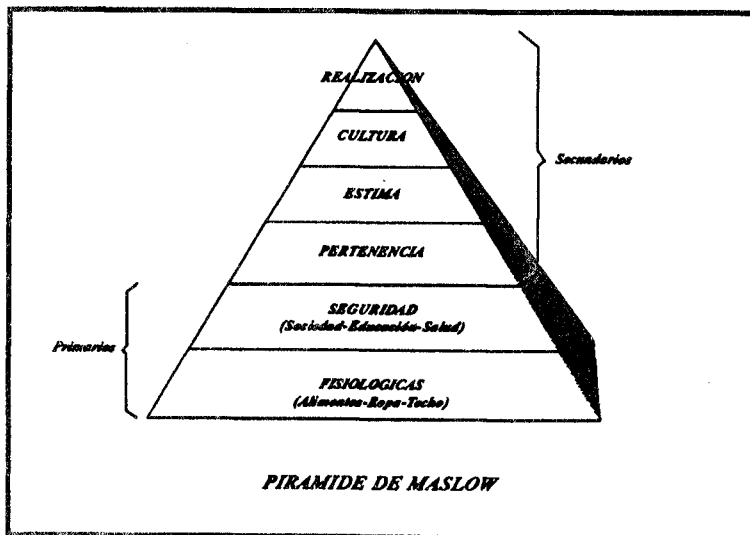 REALIZACION
CULTURA
Secundarios
ESTIMA
PERTENENCIA
SEGURIDAD
(Sociedad-Educación-Salud)
Primarios
FISIOLOGICAS
(Alimentos-Ropa-Techo)
PIRAMIDE DE MASLOW